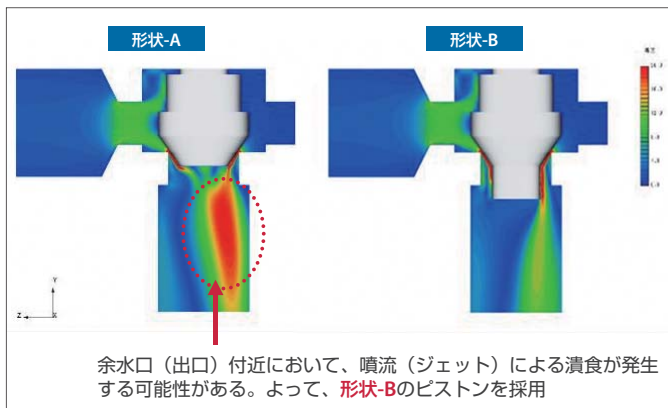 形状-A
形状-B
Y
Z
X
余水口（出口）付近において、噴流（ジェット）による潰食が発生
する可能性がある。よって、形状-Bのピストンを採用